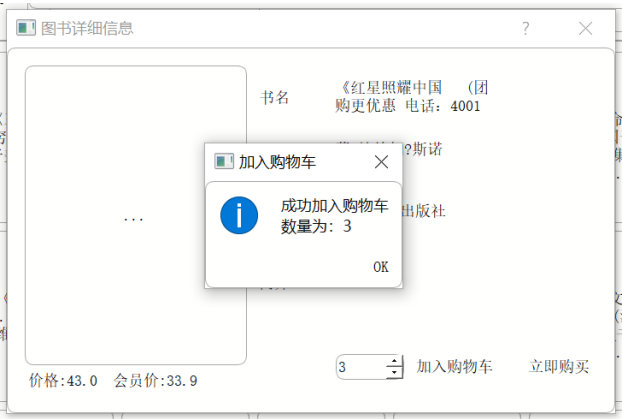 图书详细信息
书名
《红星照耀中国 (团
购更优惠 电话: 4001
?斯诺
加入购物车
...
成功加入购物车
数量为: 3
出版社
OK
3
加入购物车
立即购买
价格:43.0 会员价:33.9